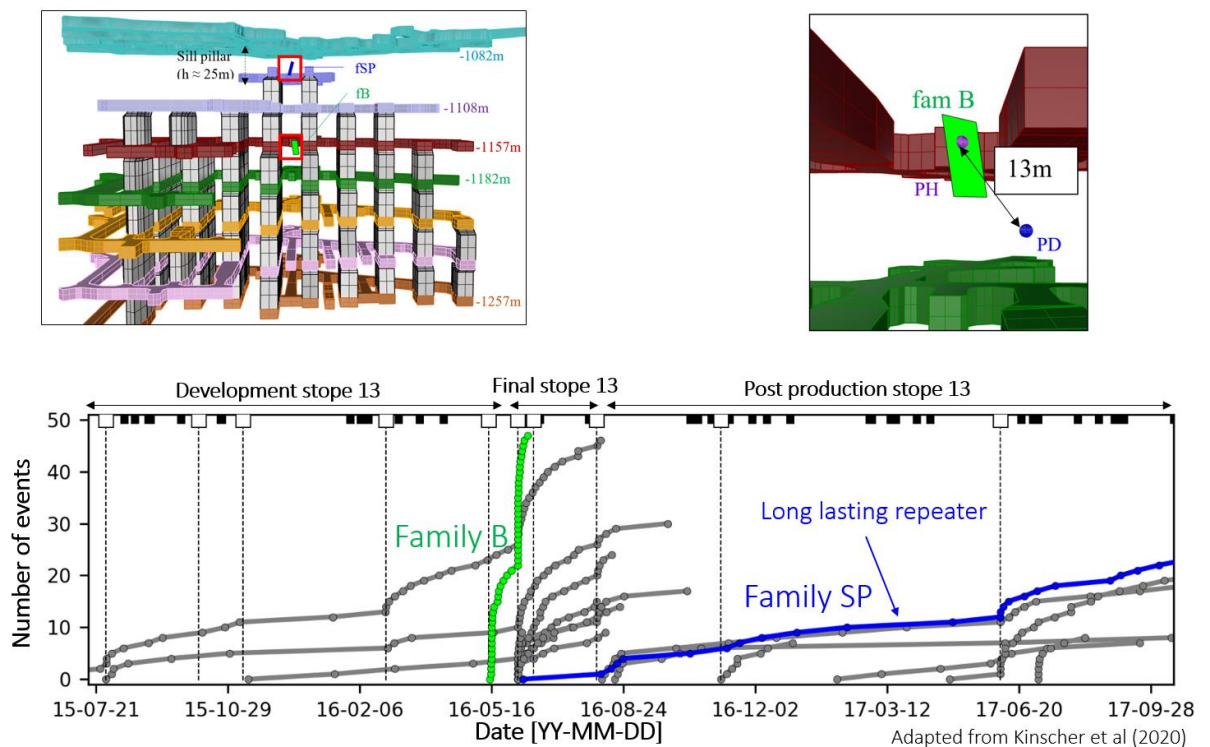 Sill pillar
(h ≈ 25m)
-1082m
fSP
fB
-1108m
-1157m
-1182m
-1257m
fam B
13m
PH
PD
Development stope 13
Final stope 13
Post production stope 13
Number of events
50
40
30
20
10
0
Family B
Long lasting repeater
Family SP
15-07-21
15-10-29
16-02-06
16-05-16
16-08-24
16-12-02
17-03-12
17-06-20
17-09-28
Date [YY-MM-DD]
Adapted from Kinscher et al (2020)